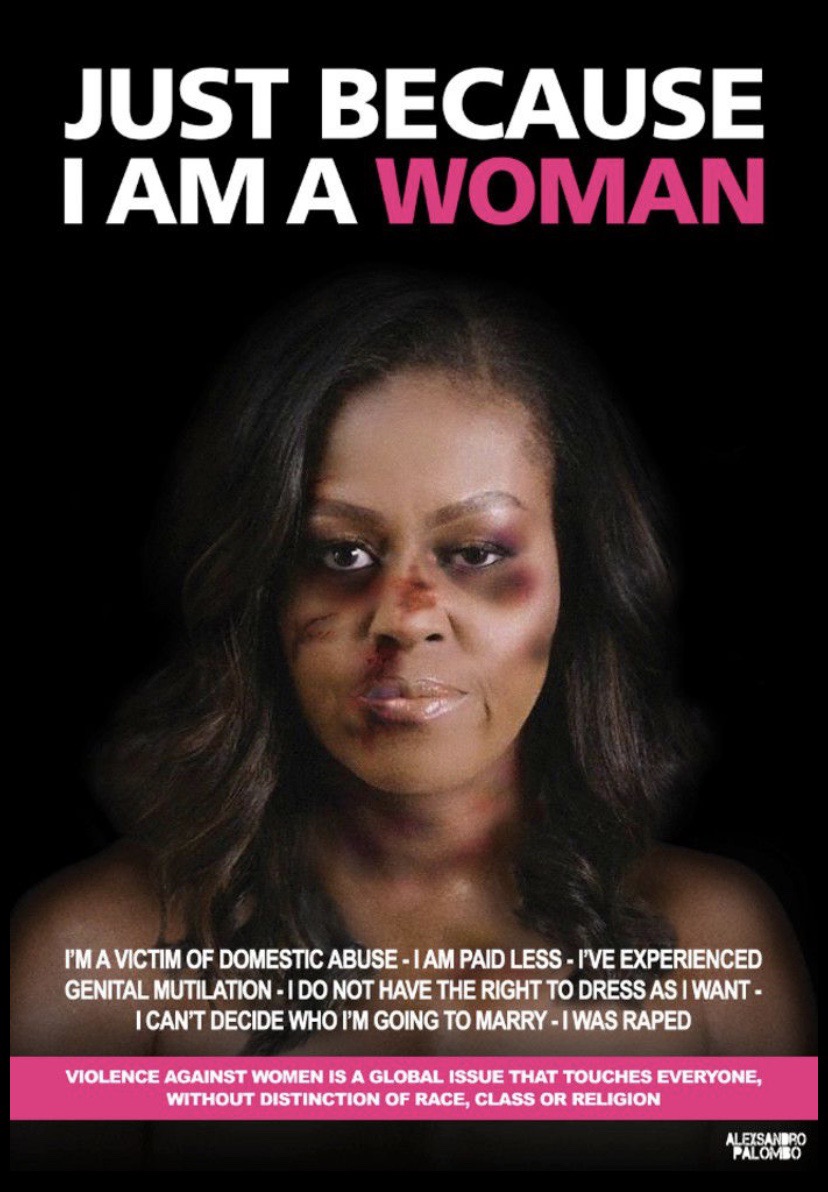 JUST BECAUSE
I AM A WOMAN
I'M A VICTIM OF DOMESTIC ABUSE - I AM PAID LESS - I'VE EXPERIENCED
GENITAL MUTILATION - I DO NOT HAVE THE RIGHT TO DRESS AS I WANT -
I CAN'T DECIDE WHO I'M GOING TO MARRY - I WAS RAPED
VIOLENCE AGAINST WOMEN IS A GLOBAL ISSUE THAT TOUCHES EVERYONE,
WITHOUT DISTINCTION OF RACE, CLASS OR RELIGION
ALEXSANDRO
PALOMBO